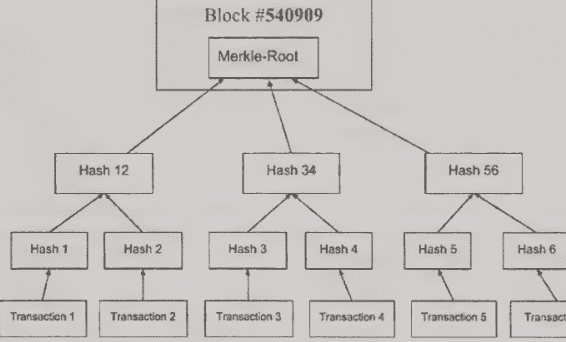 Block #540909
Merkle-Root
Hash 12
Hash 34
Hash 56
Hash 1
Hash 2
Hash 3
Hash 4
Hash 5
Hash 6
Transaction 1
Transaction 2
Transaction 3
Transaction 4
Transaction 5
Transact